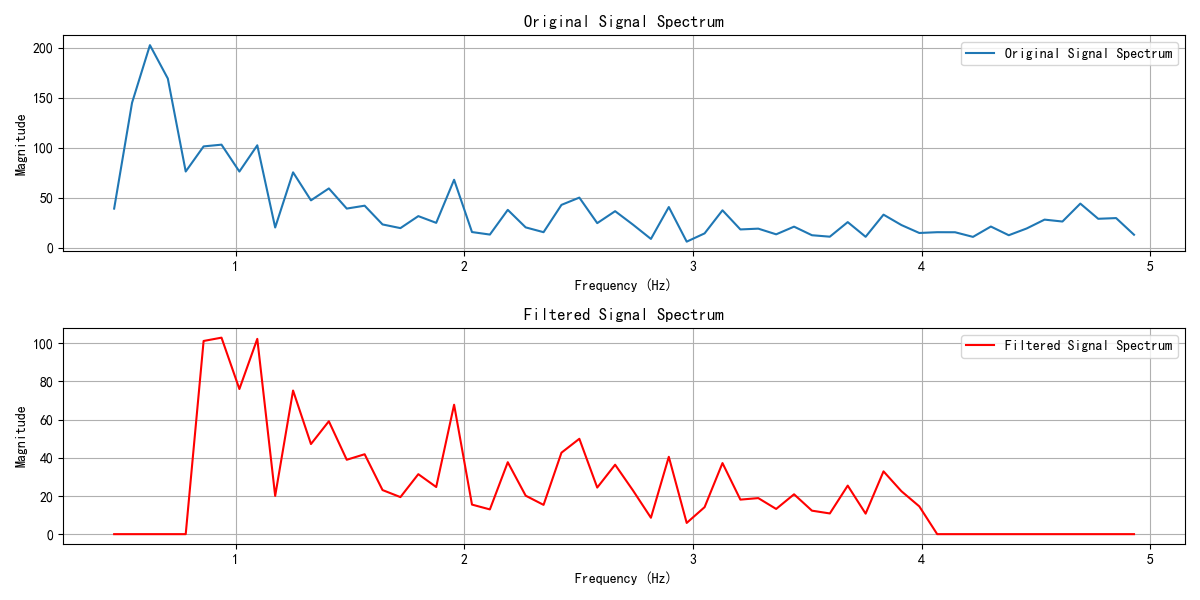 Original Signal Spectrum
Original Signal Spectrum
Magnitude
200
150
100
50
0
1 2 3 4 5
Frequency (Hz)
Filtered Signal Spectrum
Filtered Signal Spectrum
Magnitude
100
80
60
40
20
0
1 2 3 4 5
Frequency (Hz)